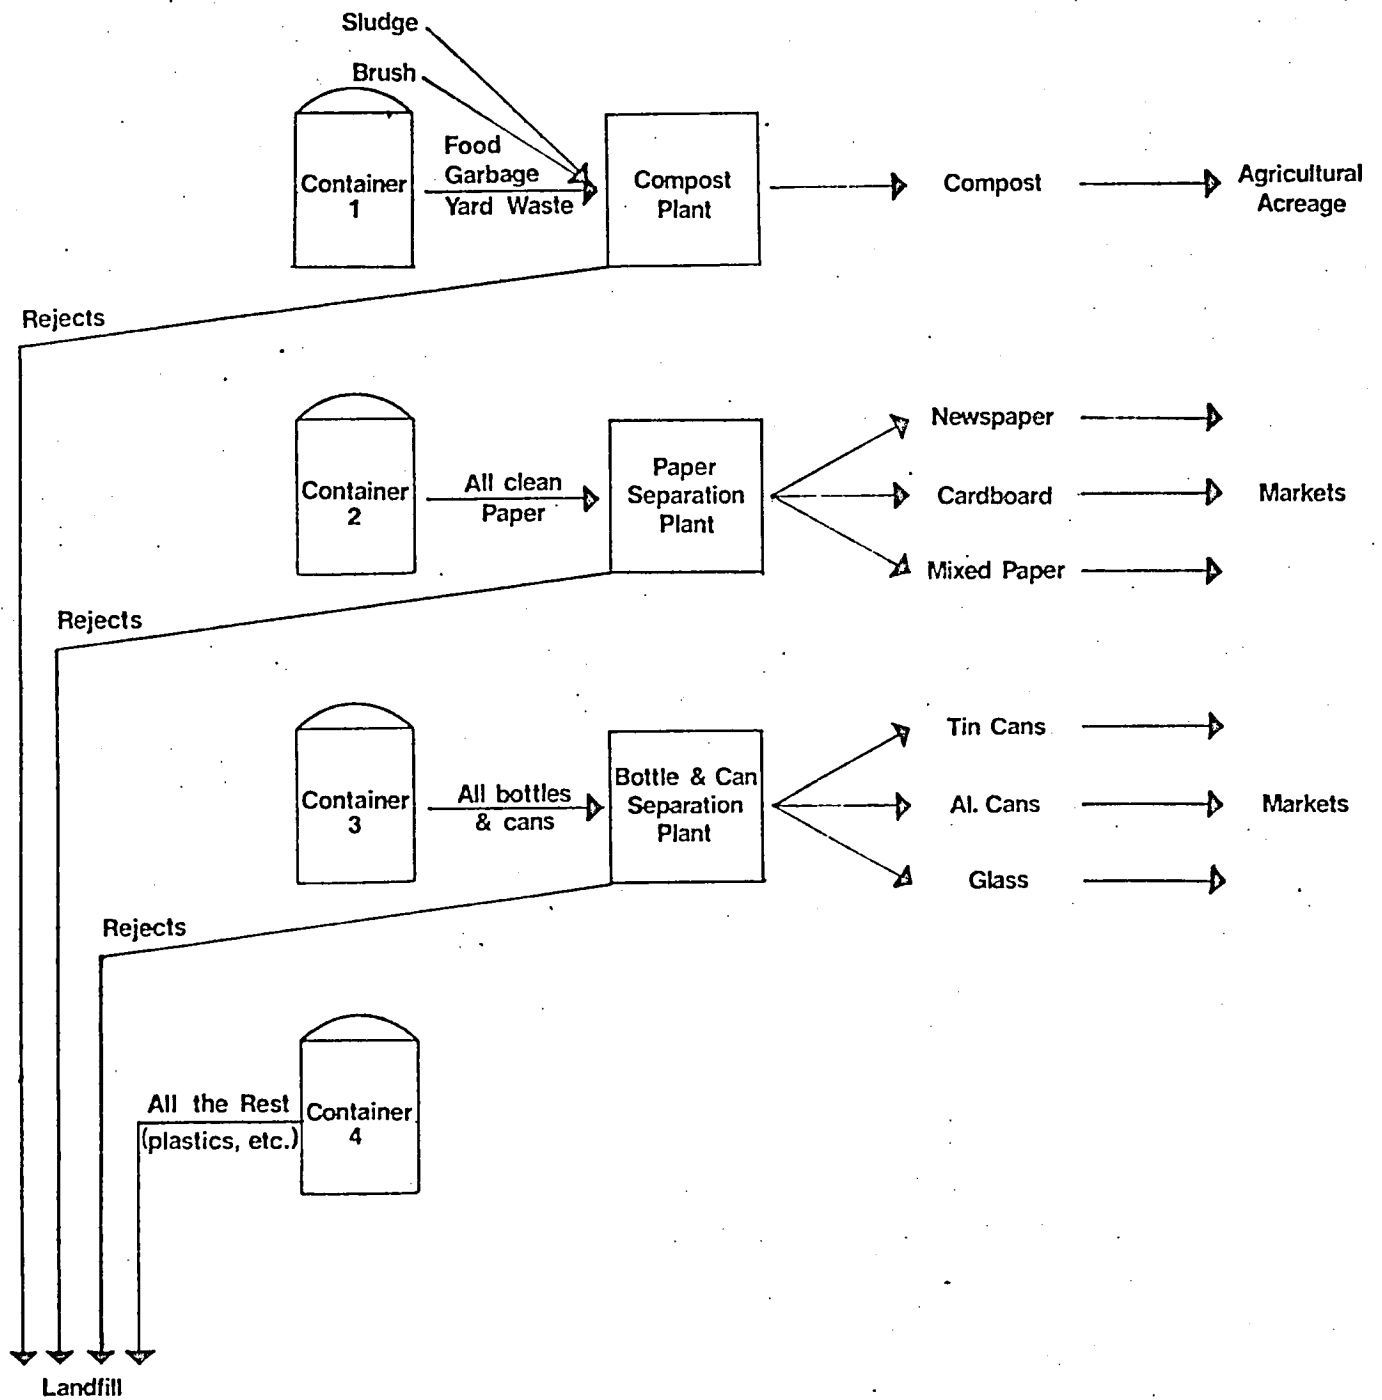 Sludge
Brush
Container
1
Food
Garbage
Yard Waste
Compost
Plant
Compost
Agricultural
Acreage
Rejects
Container
2
All clean
Paper
Paper
Separation
Plant
Newspaper
Cardboard
Mixed Paper
Markets
Rejects
Container
3
All bottles
& cans
Bottle & Can
Separation
Plant
Tin Cans
Al. Cans
Glass
Markets
Rejects
All the Rest
(plastics, etc.)
Container
4
Landfill